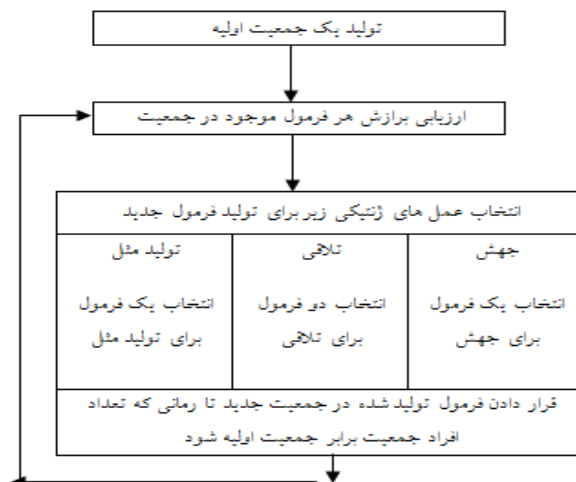 تولید یک جمعیت اولیه
ارزیابی برازش هر فرمول موجود در جمعیت
انتخاب عمل های ژنتیکی زیر برای تولید فرمول جدید
جهش
انتخاب یک فرمول
برای جهش
تلاقی
انتخاب دو فرمول
برای تلاقی
تولید مثل
انتخاب یک فرمول
برای تولید مثل
قرار دادن فرمول تولید شده در جمعیت جدید تا رمانی که تعداد
افراد جمعیت برابر جمعیت اولیه شود